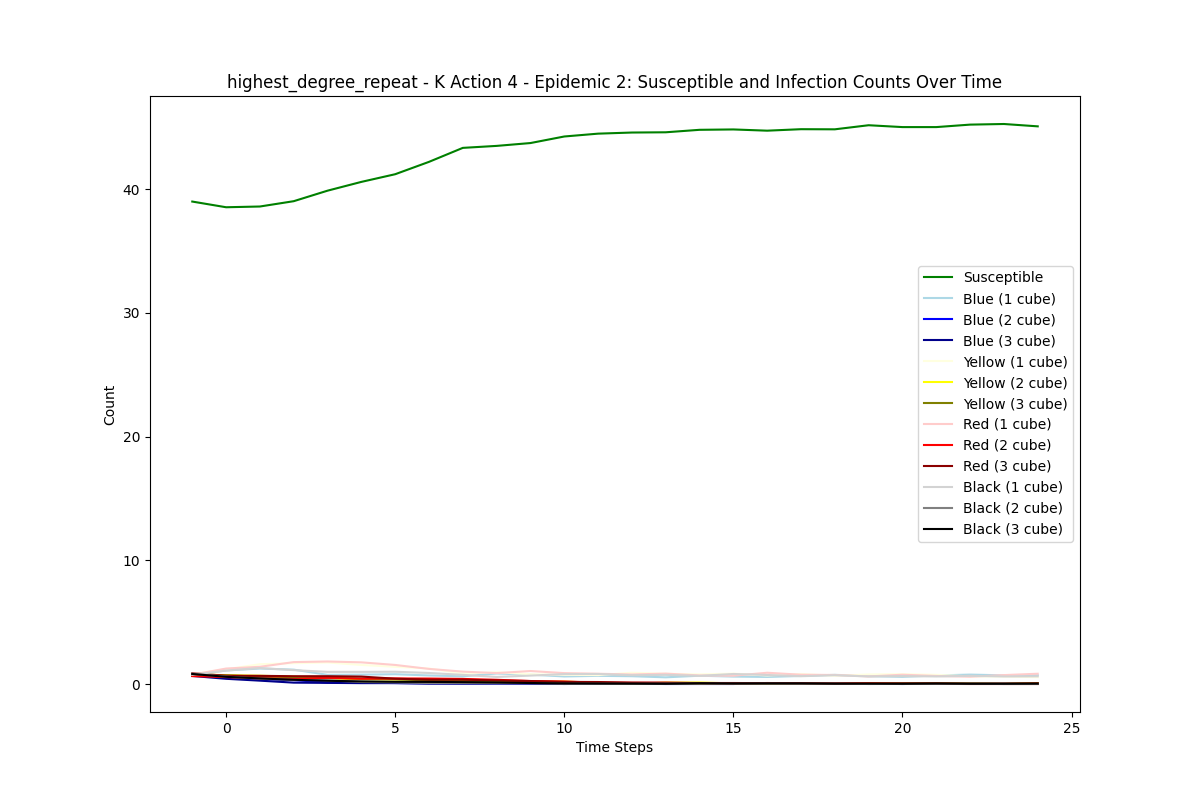 highest_degree_repeat - K Action 4 - Epidemic 2: Susceptible and Infection Counts Over Time
Count
40
30
20
10
0
Susceptible
Blue (1 cube)
Blue (2 cube)
Blue (3 cube)
Yellow (1 cube)
Yellow (2 cube)
Yellow (3 cube)
Red (1 cube)
Red (2 cube)
Red (3 cube)
Black (1 cube)
Black (2 cube)
Black (3 cube)
0 5 10 15 20 25
Time Steps